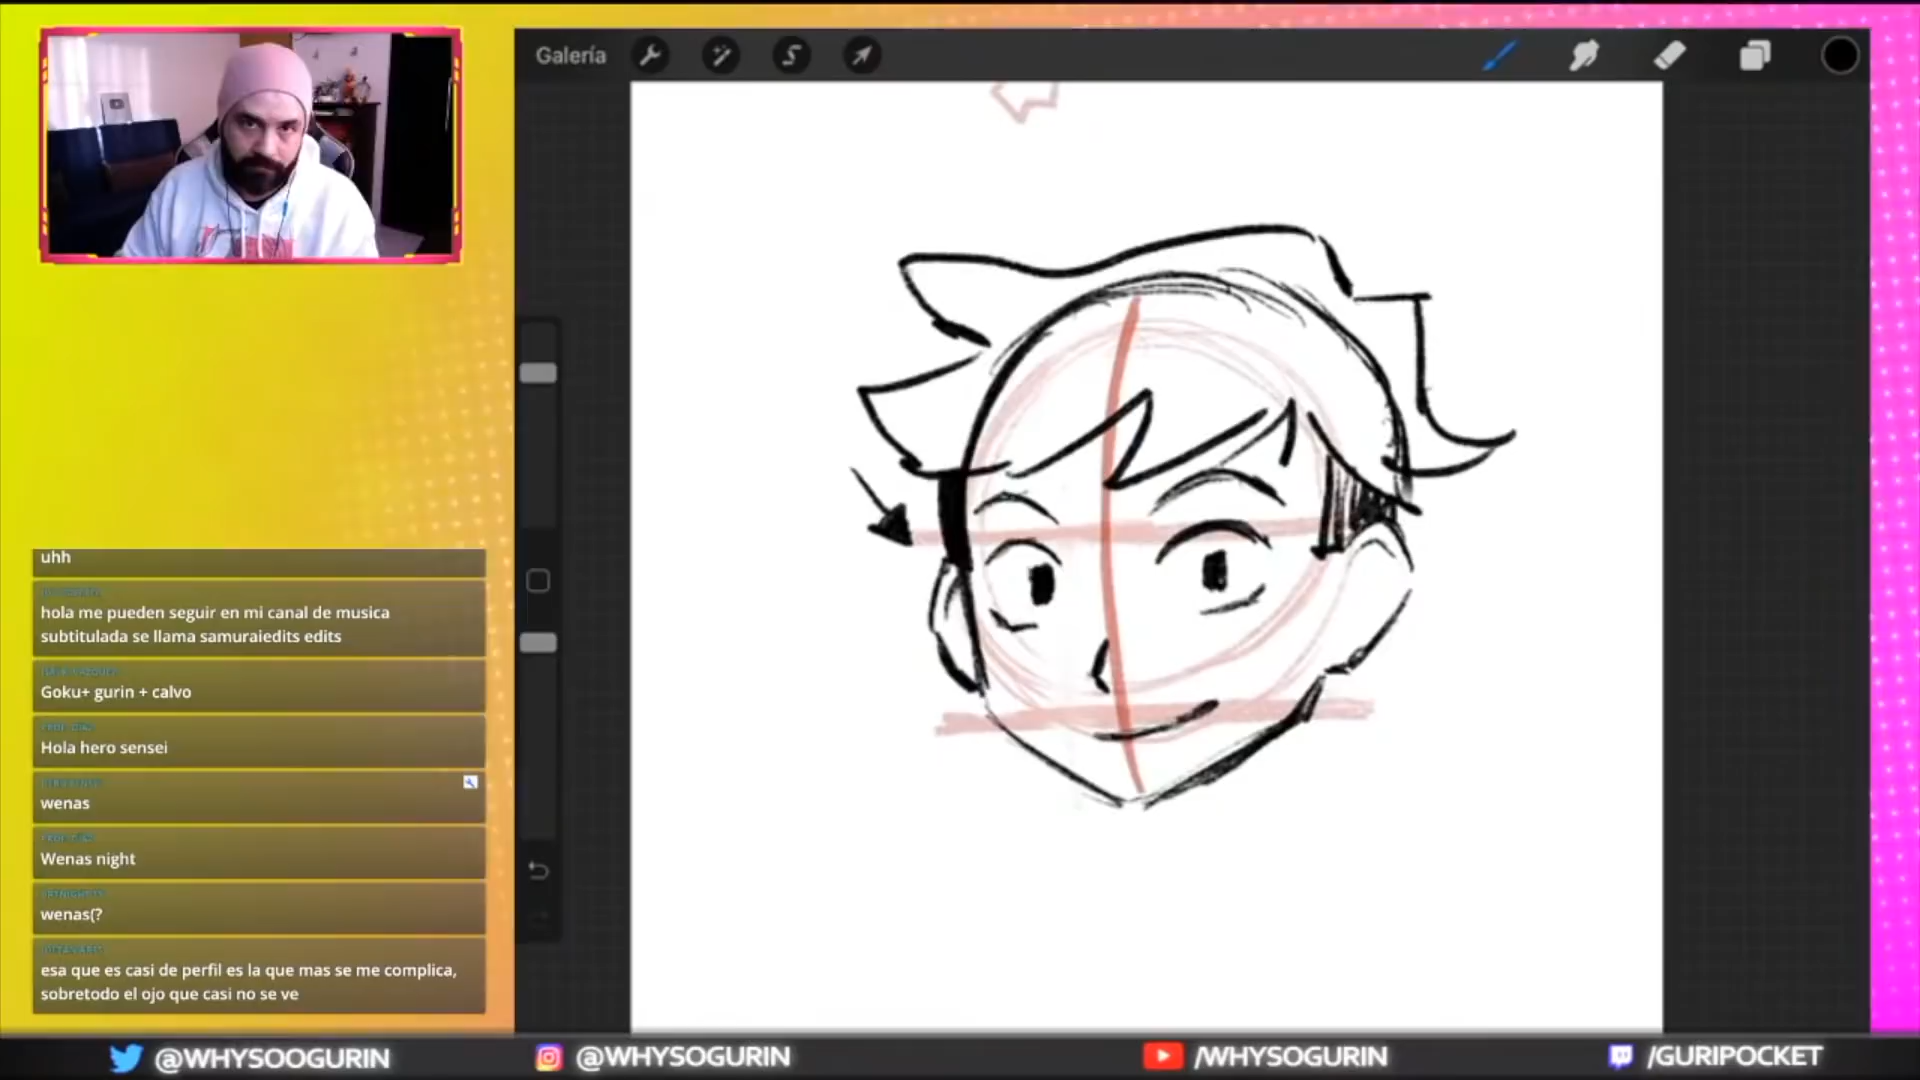 Galería
uhh
hola me pueden seguir en mi canal de musica
subtitulada se llama samuraiedits edits
Goku+ gurin + calvo
Hola hero sensei
wenas
Wenas night
wenas(?
esa que es casi de perfil es la que mas se me complica,
sobretodo el ojo que casi no se ve
@WHYSOOGURIN @WHYSOGURIN /WHYSOGURIN /GURIPOCKET